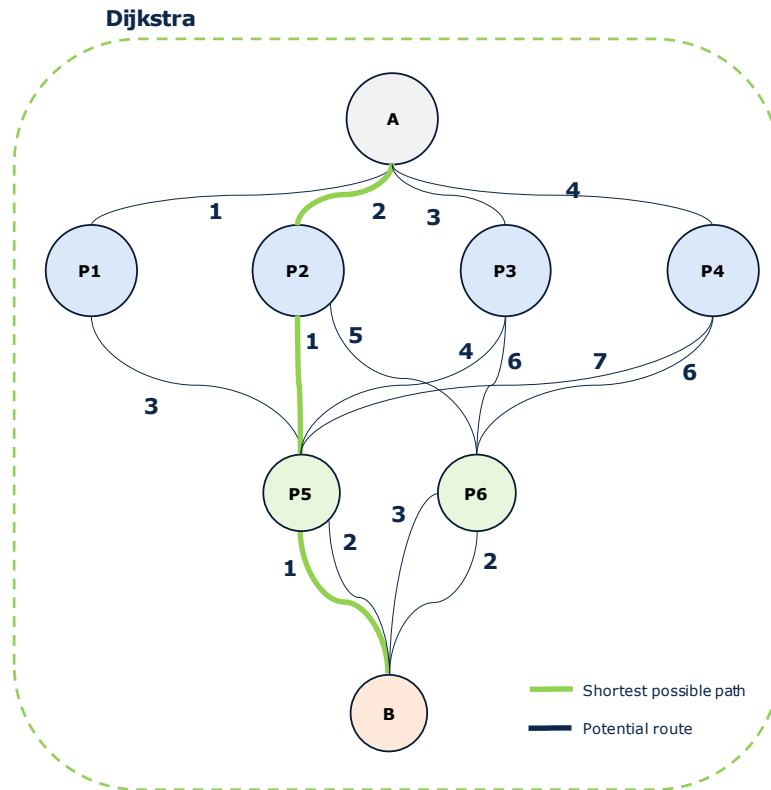 Dijkstra
A
1
2
3
4
P1
P2
P3
P4
1
5
4
6
7
6
3
P5
P6
3
2
1
2
B
Shortest possible path
Potential route